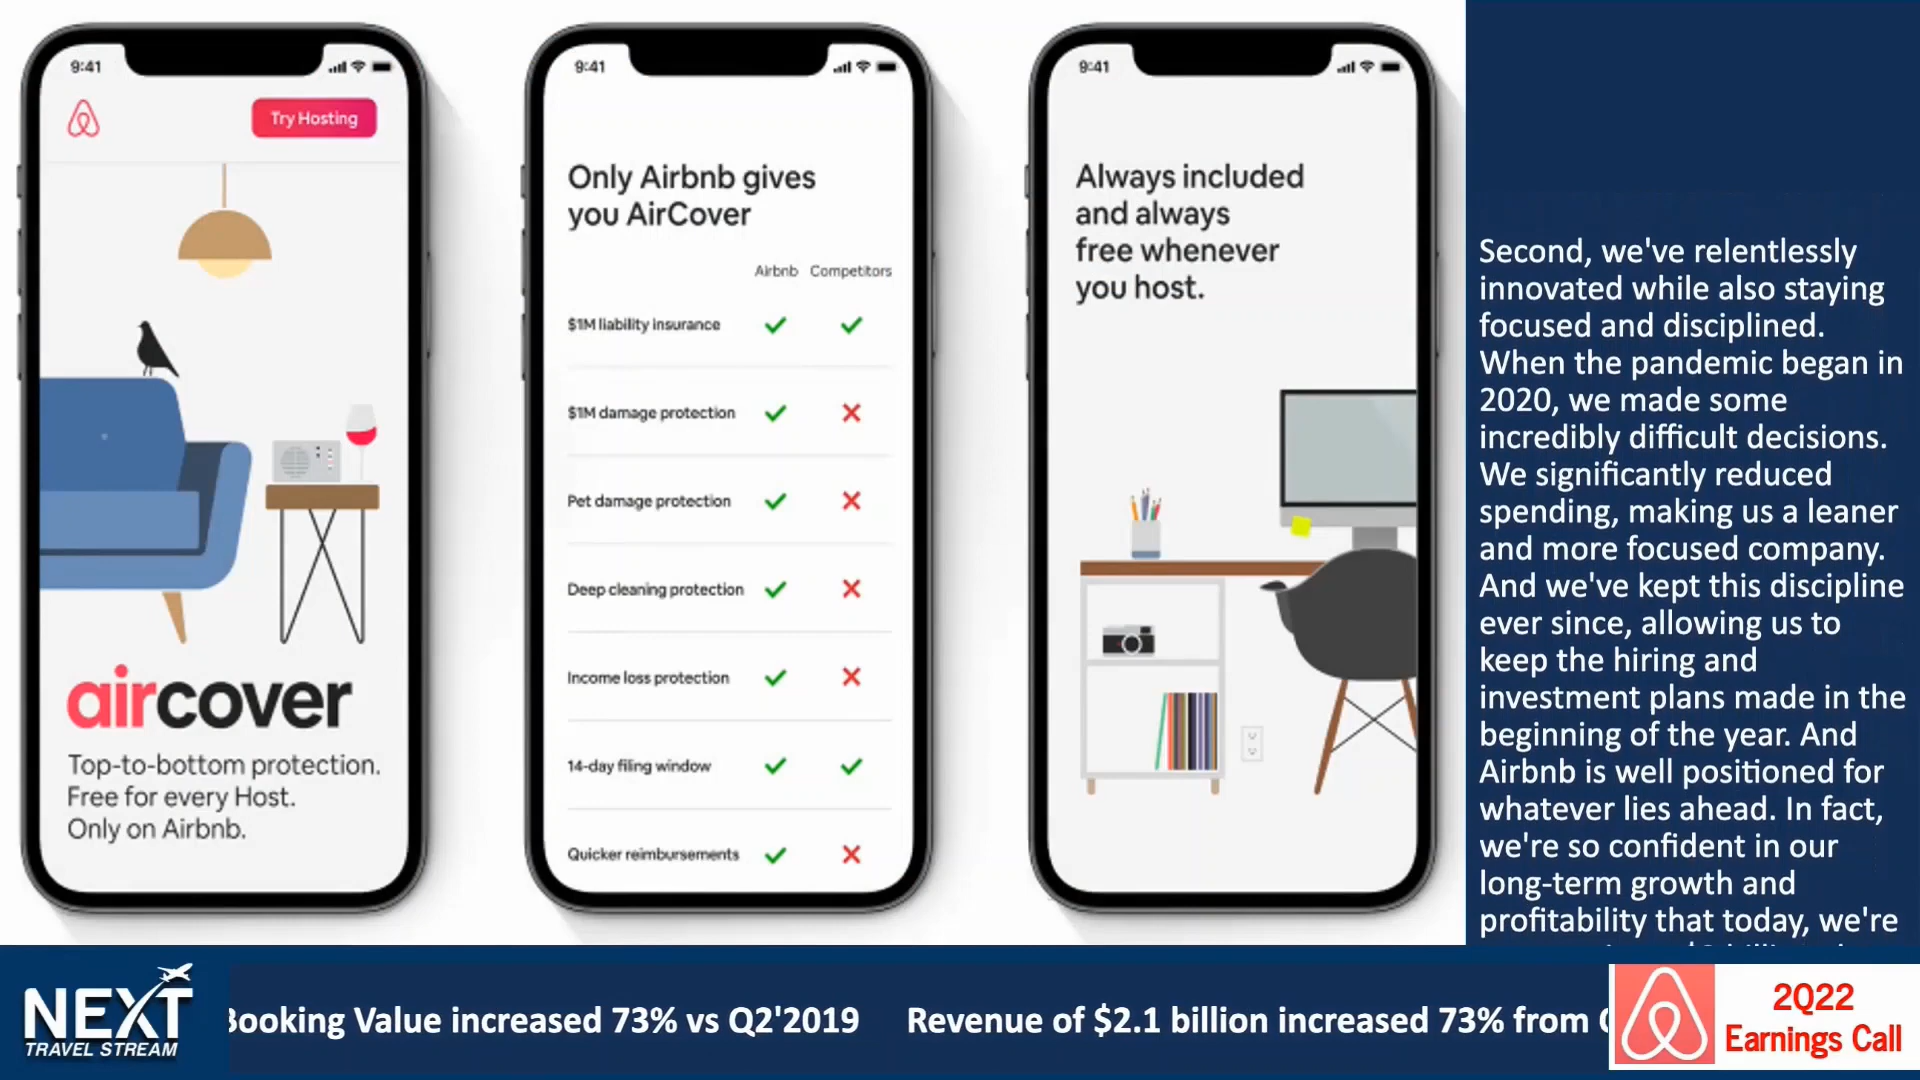 9:41
Try Hosting
aircover
Top-to-bottom protection.
Free for every Host.
Only on Airbnb.
9:41
Only Airbnb gives
you AirCover
Airbnb Competitors
$1M liability insurance
$1M damage protection
Pet damage protection
Deep cleaning protection
Income loss protection
14-day filing window
Quicker reimbursements
9:41
Always included
and always
free whenever
you host.
Second, we've relentlessly
innovated while also staying
focused and disciplined.
When the pandemic began in
2020, we made some
incredibly difficult decisions.
We significantly reduced
spending, making us a leaner
and more focused company.
And we've kept this discipline
ever since, allowing us to
keep the hiring and
investment plans made in the
beginning of the year. And
Airbnb is well positioned for
whatever lies ahead. In fact,
we're so confident in our
long-term growth and
profitability that today, we're
NEXT
TRAVEL STREAM
Booking Value increased 73% vs Q2'2019 Revenue of $2.1 billion increased 73% from
2Q22
Earnings Call